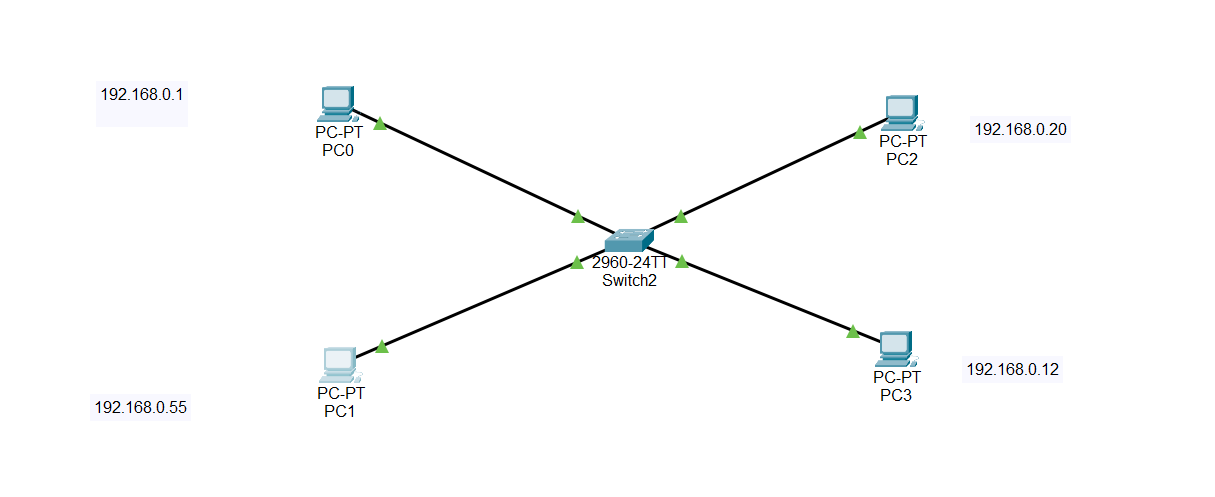 192.168.0.1
PC-PT
PC0
PC-PT
PC2
192.168.0.20
2960-24TT
Switch2
PC-PT
PC1
192.168.0.55
PC-PT
PC3
192.168.0.12